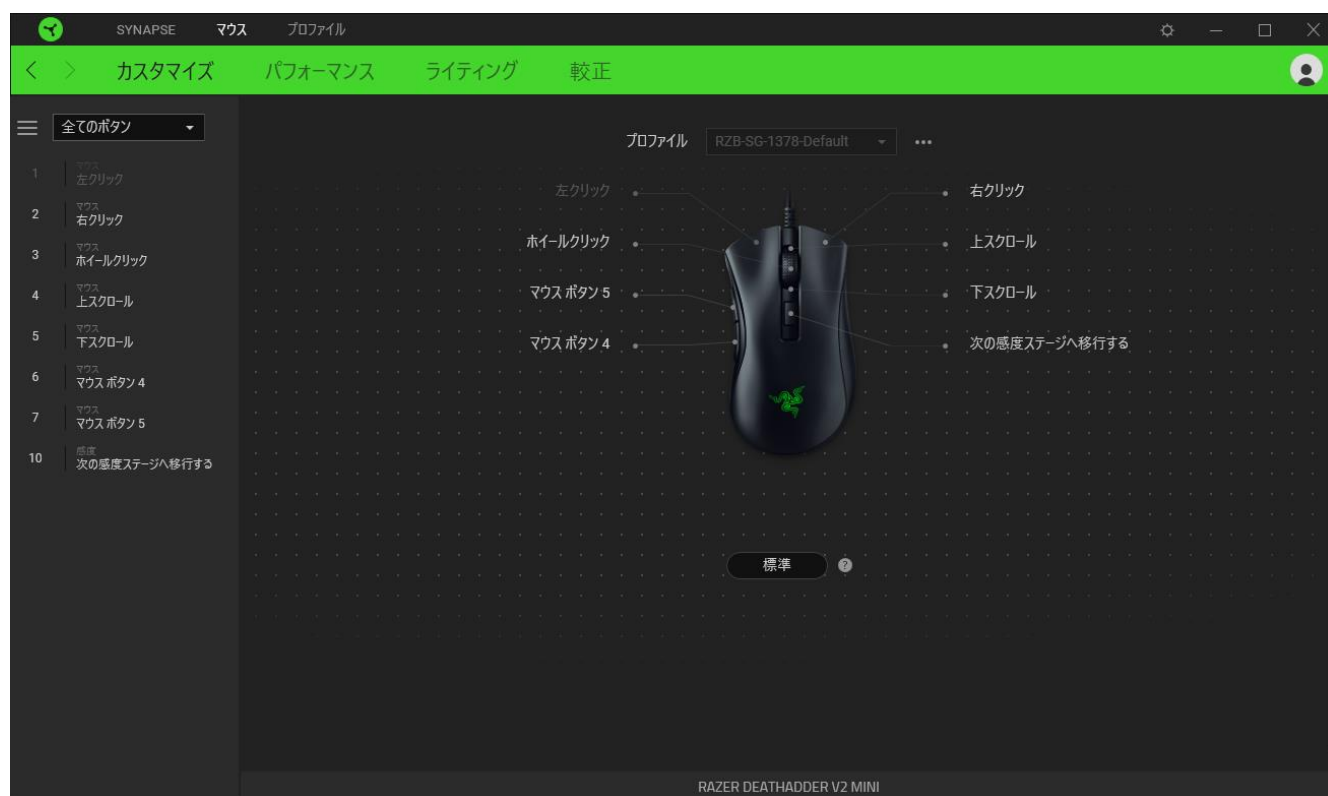 SYNAPSE マウス プロファイル
カスタマイズ パフォーマンス ライティング 較正
全てのボタン
プロファイル RZB-SG-1378-Default
1 マウス
左クリック
2 マウス
右クリック
3 マウス
ホイールクリック
4 マウス
上スクロール
5 マウス
下スクロール
6 マウス
マウス ボタン 4
7 マウス
マウス ボタン 5
10 感度
次の感度ステージへ移行する
左クリック
ホイールクリック
マウス ボタン 5
マウス ボタン 4
右クリック
上スクロール
下スクロール
次の感度ステージへ移行する
標準 ?
RAZER DEATHADDER V2 MINI